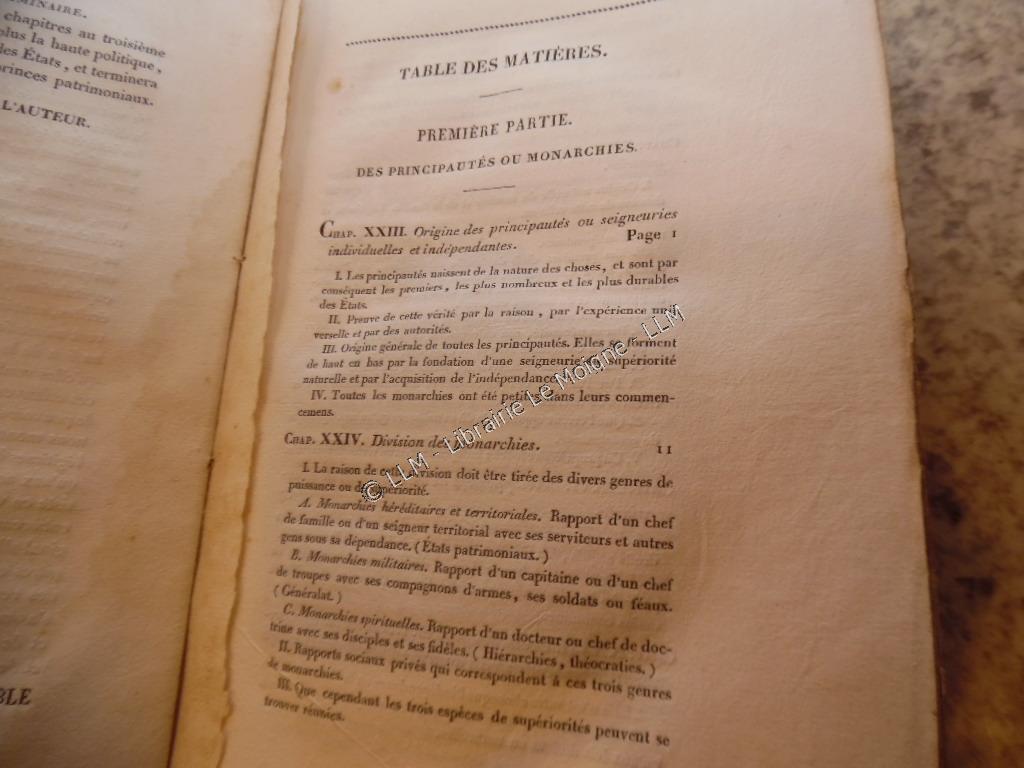 MINAIRE.
chapitres au troisième
plus la haute politique,
des États, et terminera
princes patrimoniaux.
L'AUTEUR.
BLE
TABLE DES MATIÈRES.
PREMIÈRE PARTIE.
DES PRINCIPAUTÉS OU MONARCHIES.
CHAP. XXIII. Origine des principautés ou seigneuries
individuelles et indépendantes. Page 1
I. Les principautés naissent de la nature des choses, et sont par
conséquent les premiers, les plus nombreux et les plus durables
des États.
II. Preuve de cette vérité par la raison, par l'expérience uni-
verselle et par des autorités.
III. Origine générale de toutes les principautés. Elles se forment
de haut en bas par la fondation d'une seigneurie supériorité
naturelle et par l'acquisition de l'indépendance
IV. Toutes les monarchies ont été petites dans leurs commen-
cemens.
CHAP. XXIV. Division des monarchies. 11
I. La raison de cette division doit être tirée des divers genres de
puissance ou de supériorité.
A. Monarchies héréditaires et territoriales. Rapport d'un chef
de famille ou d'un seigneur territorial avec ses serviteurs et autres
gens sous sa dépendance. (États patrimoniaux.)
B. Monarchies militaires. Rapport d'un capitaine ou d'un chef
de troupes avec ses compagnons d'armes, ses soldats ou féaux.
(Généralat.)
C. Monarchies spirituelles. Rapport d'un docteur ou chef de doc-
trine avec ses disciples et ses fidèles. (Hiérarchies, théocraties.)
II. Rapports sociaux privés qui correspondent à ces trois genres
de monarchies.
III. Que cependant les trois espèces de supériorités peuvent se
trouver réunies.
© LLM - Librairie Le Moigne - LLM